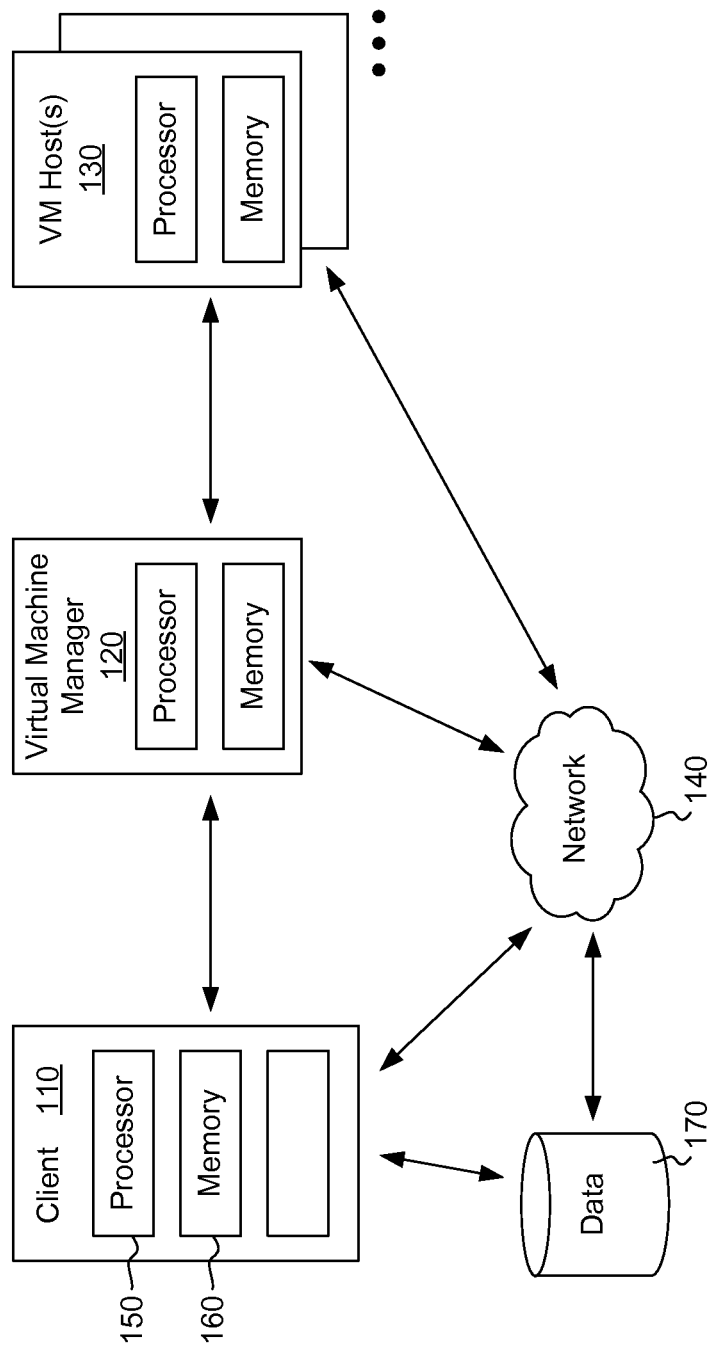 Client 110
Processor
Memory
150
160
Virtual Machine
Manager
120
Processor
Memory
VM Host(s)
130
Processor
Memory
Data
170
Network
140